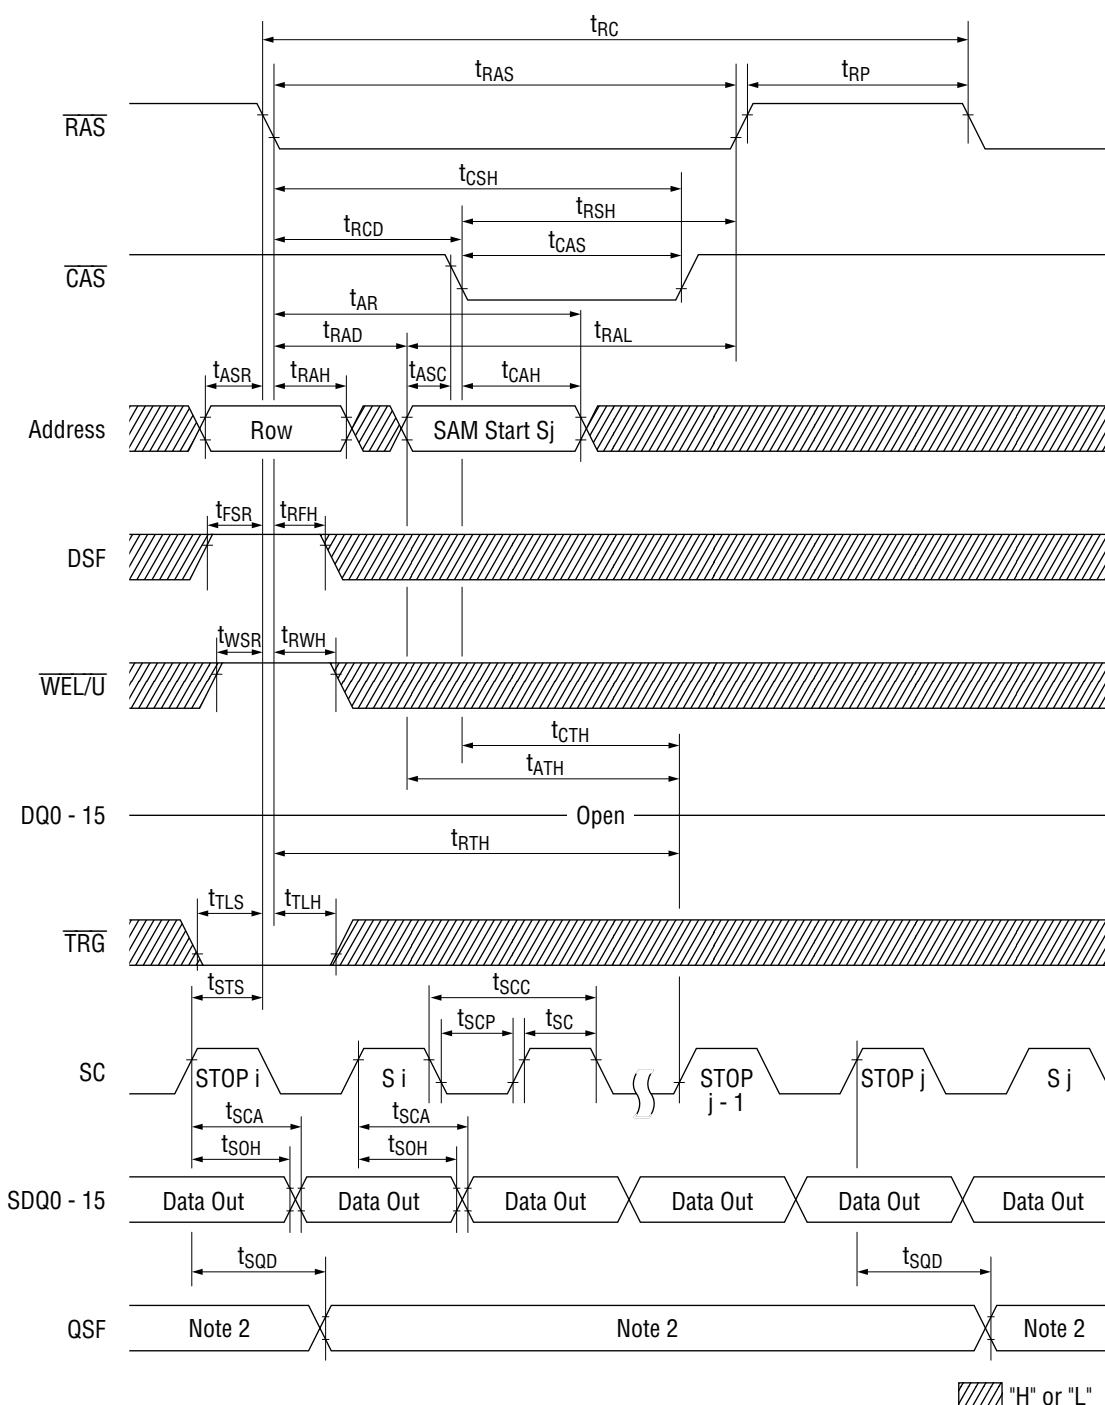 tRC
tRAS
tRP
RAS
tCSH
tRSH
tRCD
tCAS
CAS
tAR
tRAD
tRAL
tASR
tRAH
tASC
tCAH
Address
Row
SAM Start Sj
tFSR
tRFH
DSF
tWSR
tRWH
WEL/U
tCTH
tATH
DQ0 - 15
Open
tRTH
tTLS
tTLH
TRG
tSTS
tSCC
tSCP
tSC
SC
STOP i
S i
STOP
j - 1
STOP j
S j
tSCA
tSCA
tSOH
tSOH
SDQ0 - 15
Data Out
Data Out
Data Out
Data Out
Data Out
Data Out
tSQD
tSQD
QSF
Note 2
Note 2
Note 2
"H" or "L"